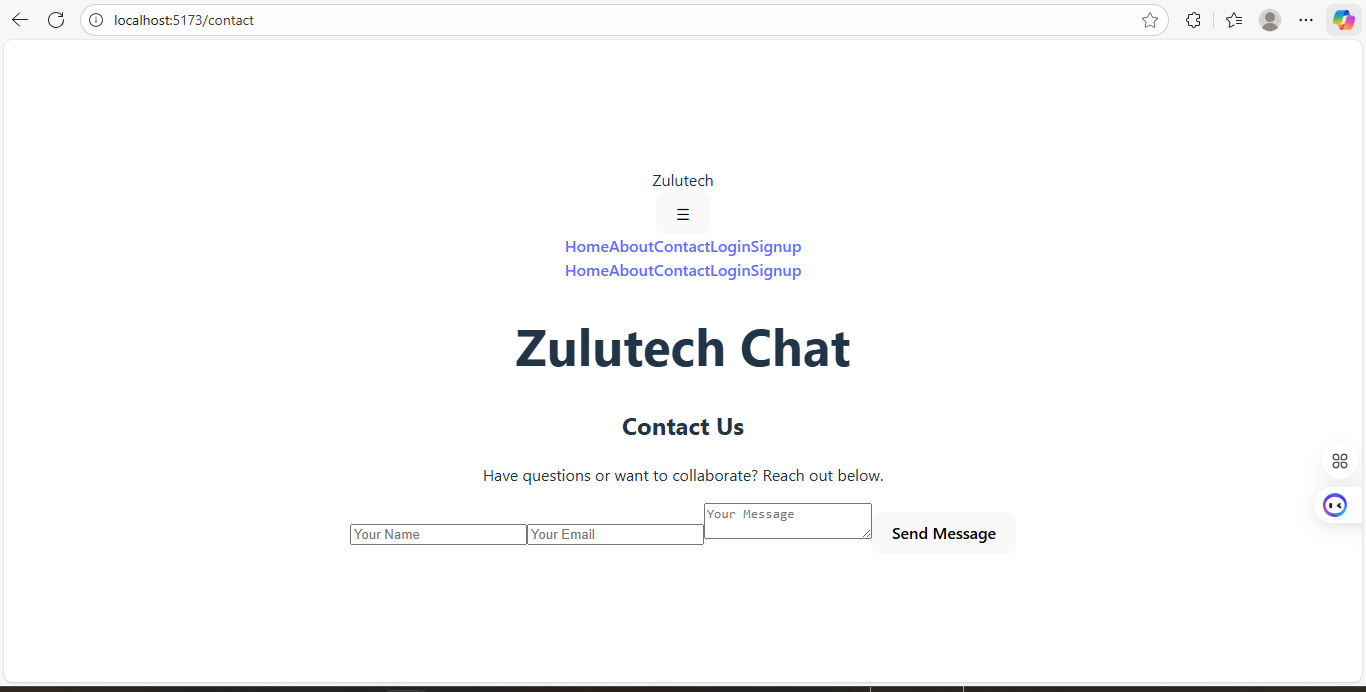 localhost:5173/contact
Zulutech
☰
HomeAboutContactLoginSignup
HomeAboutContactLoginSignup
Zulutech Chat
Contact Us
Have questions or want to collaborate? Reach out below.
Your Name Your Email Your Message Send Message